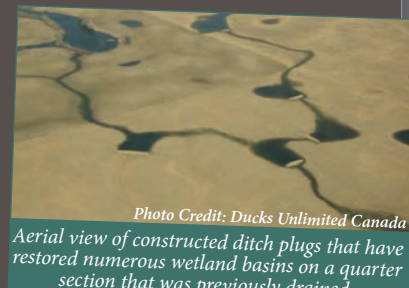 Photo Credit: Ducks Unlimited Canada
Aerial view of constructed ditch plugs that have
restored numerous wetland basins on a quarter
section that was previously drained